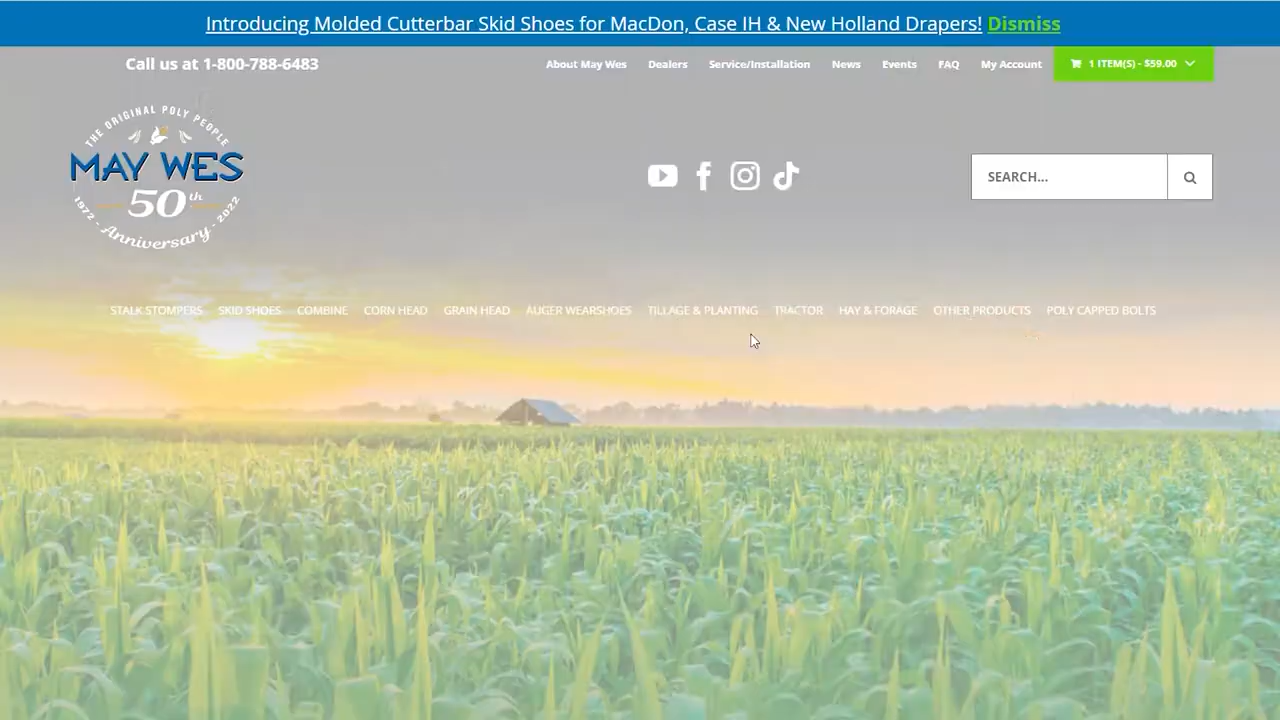 Introducing Molded Cutterbar Skid Shoes for MacDon, Case IH & New Holland Drapers! Dismiss
Call us at 1-800-788-6483
About May Wes Dealers Service/Installation News Events FAQ My Account 1 ITEM(S) - $59.00
THE ORIGINAL POLY PEOPLE
MAY WES
50th
1972 - Anniversary - 2022
SEARCH...
STALK STOMPERS SKID SHOES COMBINE CORN HEAD GRAIN HEAD AUGER WEARSHOES TILLAGE & PLANTING TRACTOR HAY & FORAGE OTHER PRODUCTS POLY CAPPED BOLTS